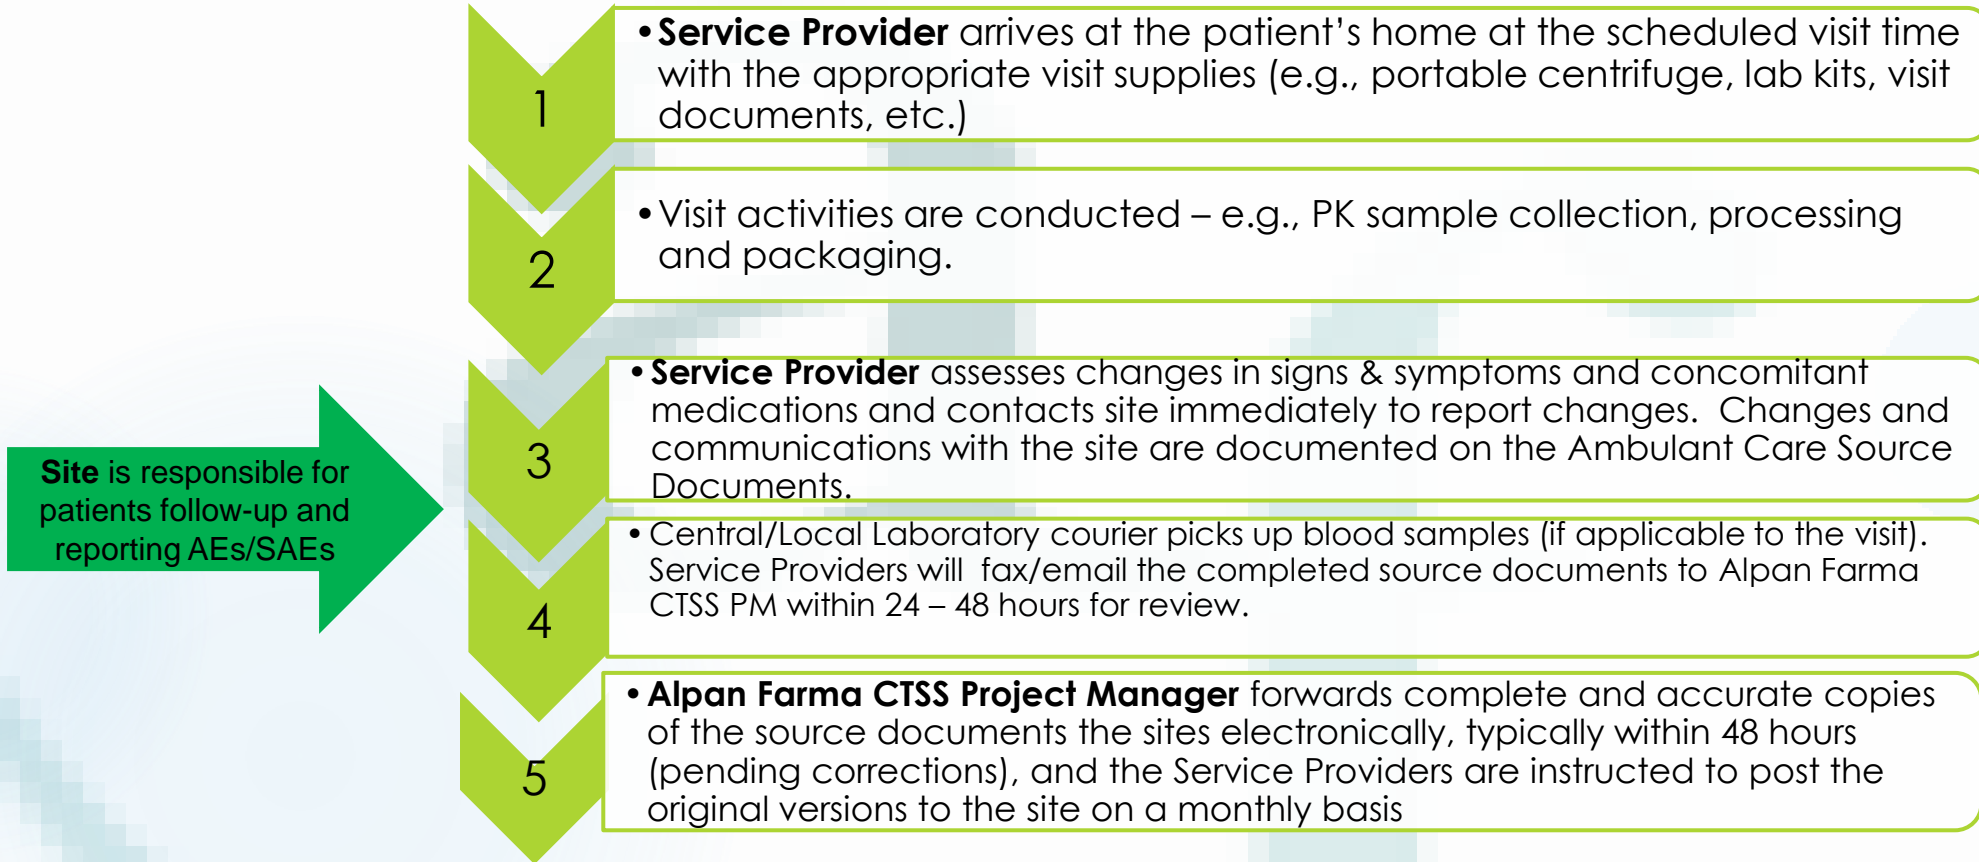 1
•Service Provider arrives at the patient's home at the scheduled visit time
with the appropriate visit supplies (e.g., portable centrifuge, lab kits, visit
documents, etc.)
2
•Visit activities are conducted – e.g., PK sample collection, processing
and packaging.
Site is responsible for
patients follow-up and
reporting AEs/SAEs
3
•Service Provider assesses changes in signs & symptoms and concomitant
medications and contacts site immediately to report changes.  Changes and
communications with the site are documented on the Ambulant Care Source
Documents.
4
•Central/Local Laboratory courier picks up blood samples (if applicable to the visit).
Service Providers will  fax/email the completed source documents to Alpan Farma
CTSS PM within 24 – 48 hours for review.
5
•Alpan Farma CTSS Project Manager forwards complete and accurate copies
of the source documents the sites electronically, typically within 48 hours
(pending corrections), and the Service Providers are instructed to post the
original versions to the site on a monthly basis